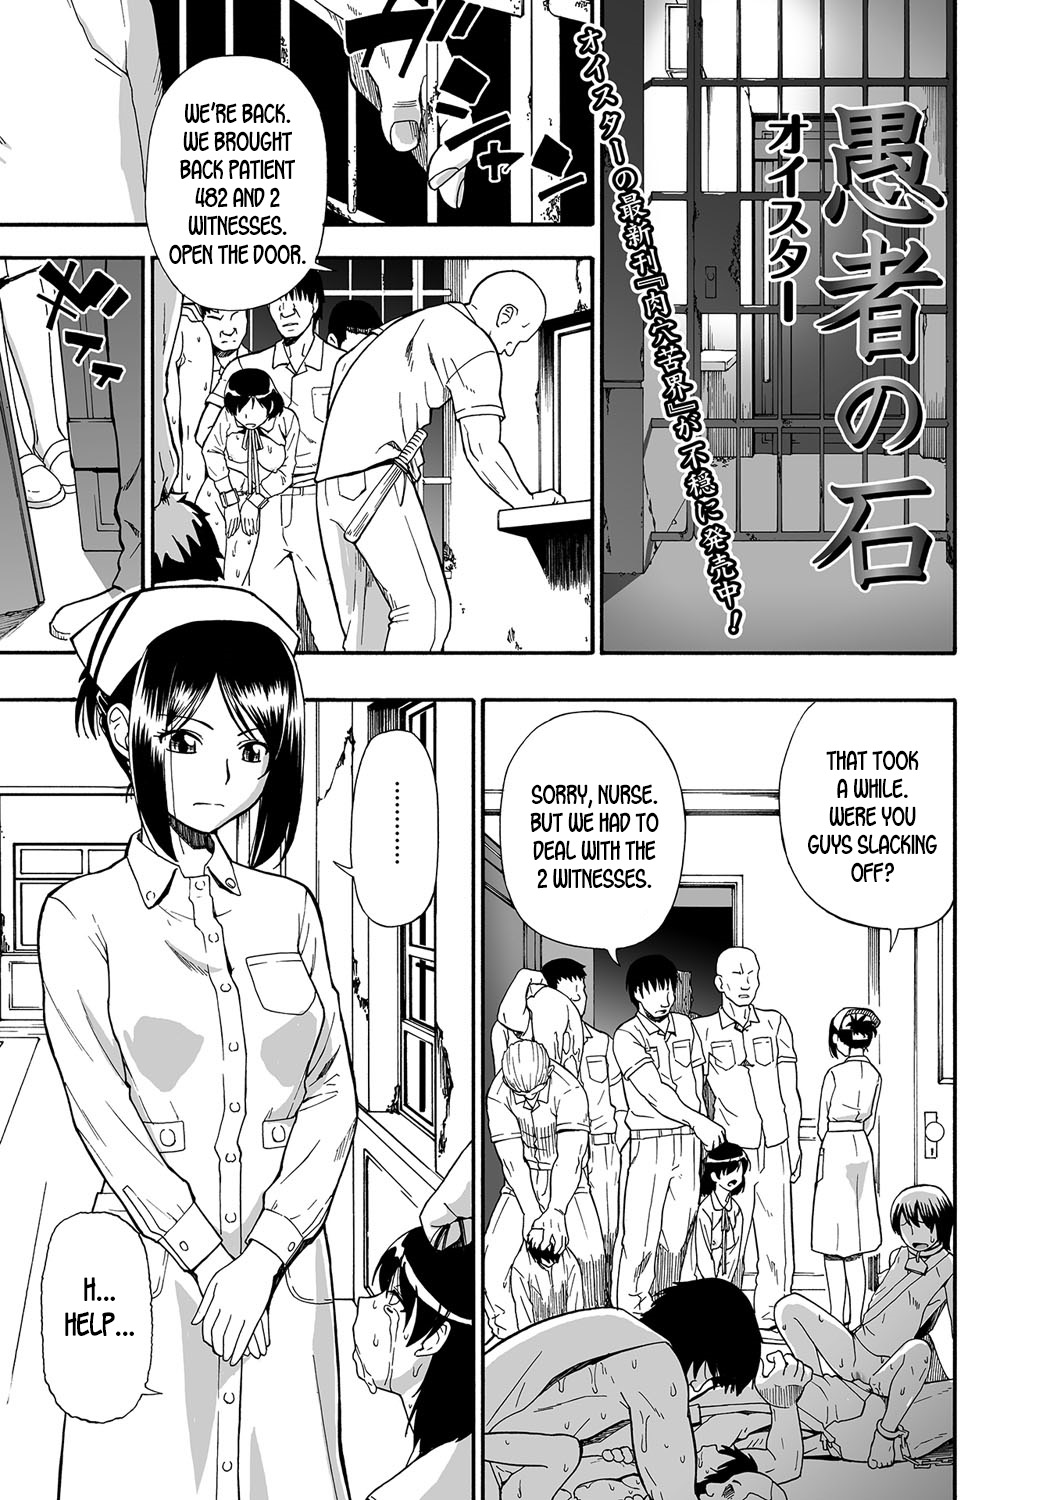 愚者の石
オイスター
オイスターの最新刊『肉穴苦界』が不穏に発売中!
ガシャン
WE'RE BACK.
WE BROUGHT
BACK PATIENT
482 AND 2
WITNESSES.
OPEN THE DOOR.
THAT TOOK
A WHILE.
WERE YOU
GUYS SLACKING
OFF?
SORRY, NURSE.
BUT WE HAD TO
DEAL WITH THE
2 WITNESSES.
..........
H...
HELP...